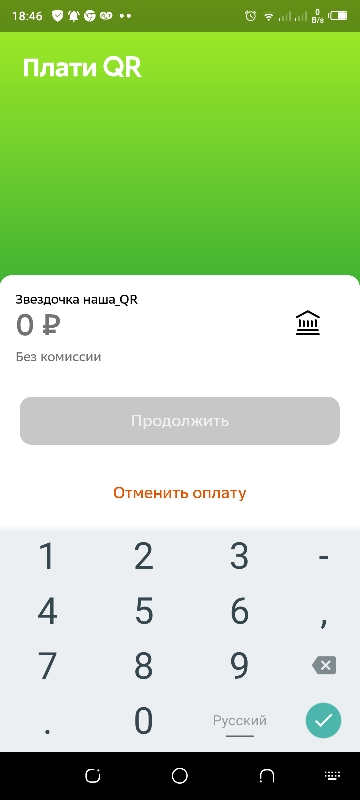 18:46
0
B/s
Плати QR
Звездочка наша_QR
0 ₽
Без комиссии
Продолжить
Отменить оплату
1 2 3 -
4 5 6 ,
7 8 9
. 0 Русский